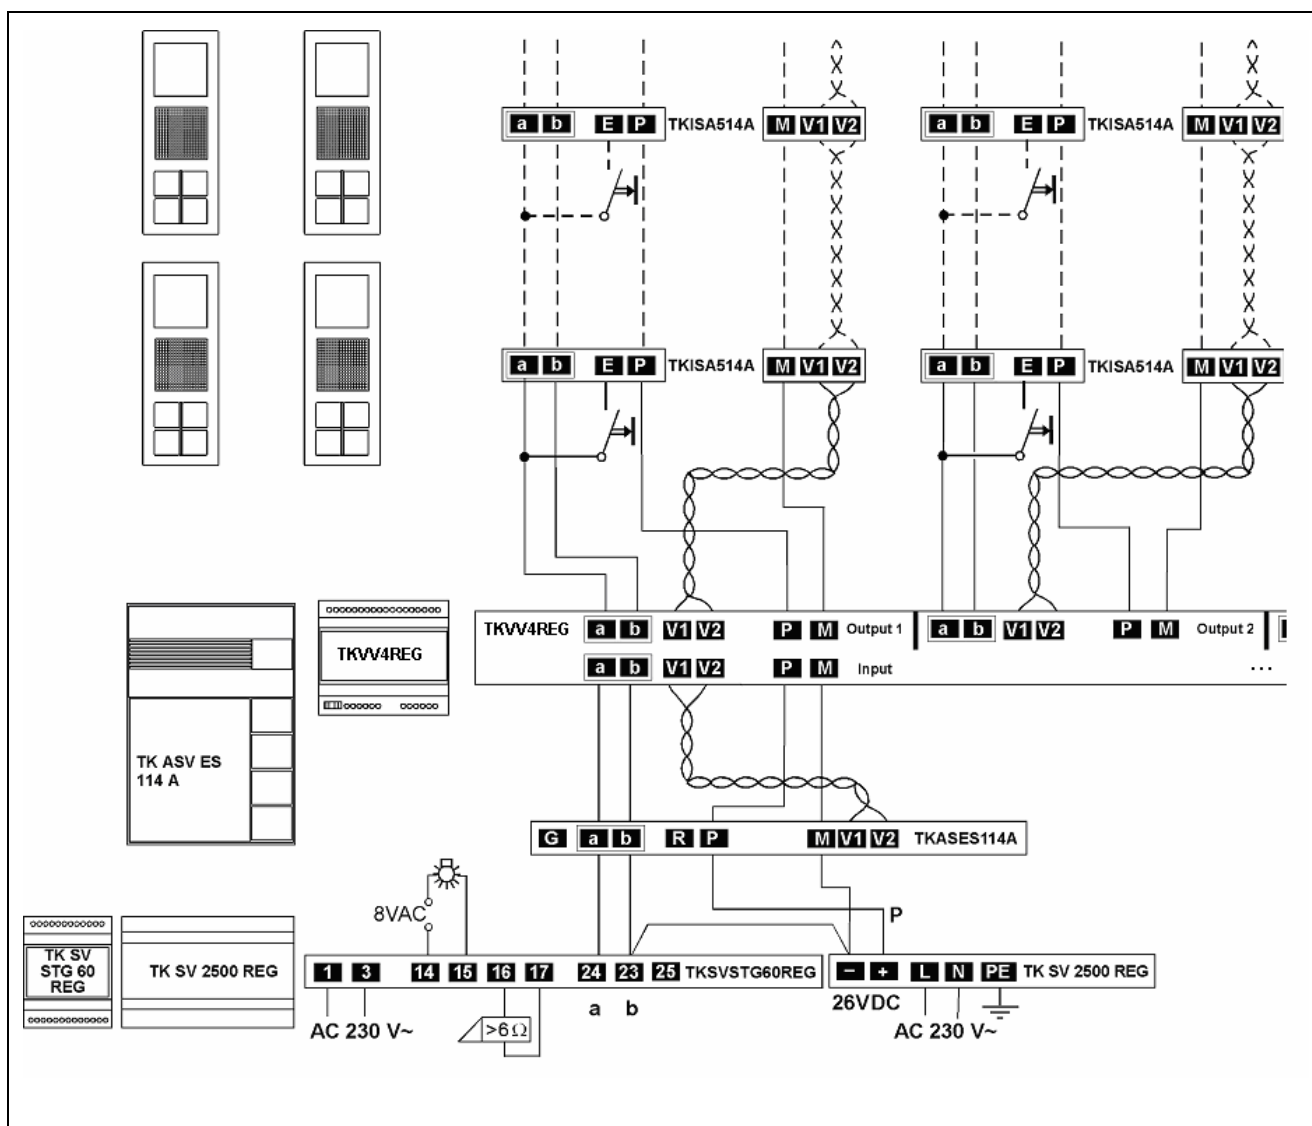 a b E P TKISA514A M V1 V2 a b E P TKISA514A M V1 V2
a b E P TKISA514A M V1 V2 a b E P TKISA514A M V1 V2
TKVV4REG a b V1 V2 P M Output 1 a b V1 V2 P M Output 2
a b V1 V2 P M Input ...
TKVV4REG
TK ASV ES
114 A
G a b R P M V1 V2 TKASES114A
8VAC
P
TK SV
STG 60
REG
TK SV 2500 REG
1 3 14 15 16 17 24 23 25 TKSVSTG60REG
− + L N PE TK SV 2500 REG
a b
26VDC
AC 230 V~
>6Ω
AC 230 V~